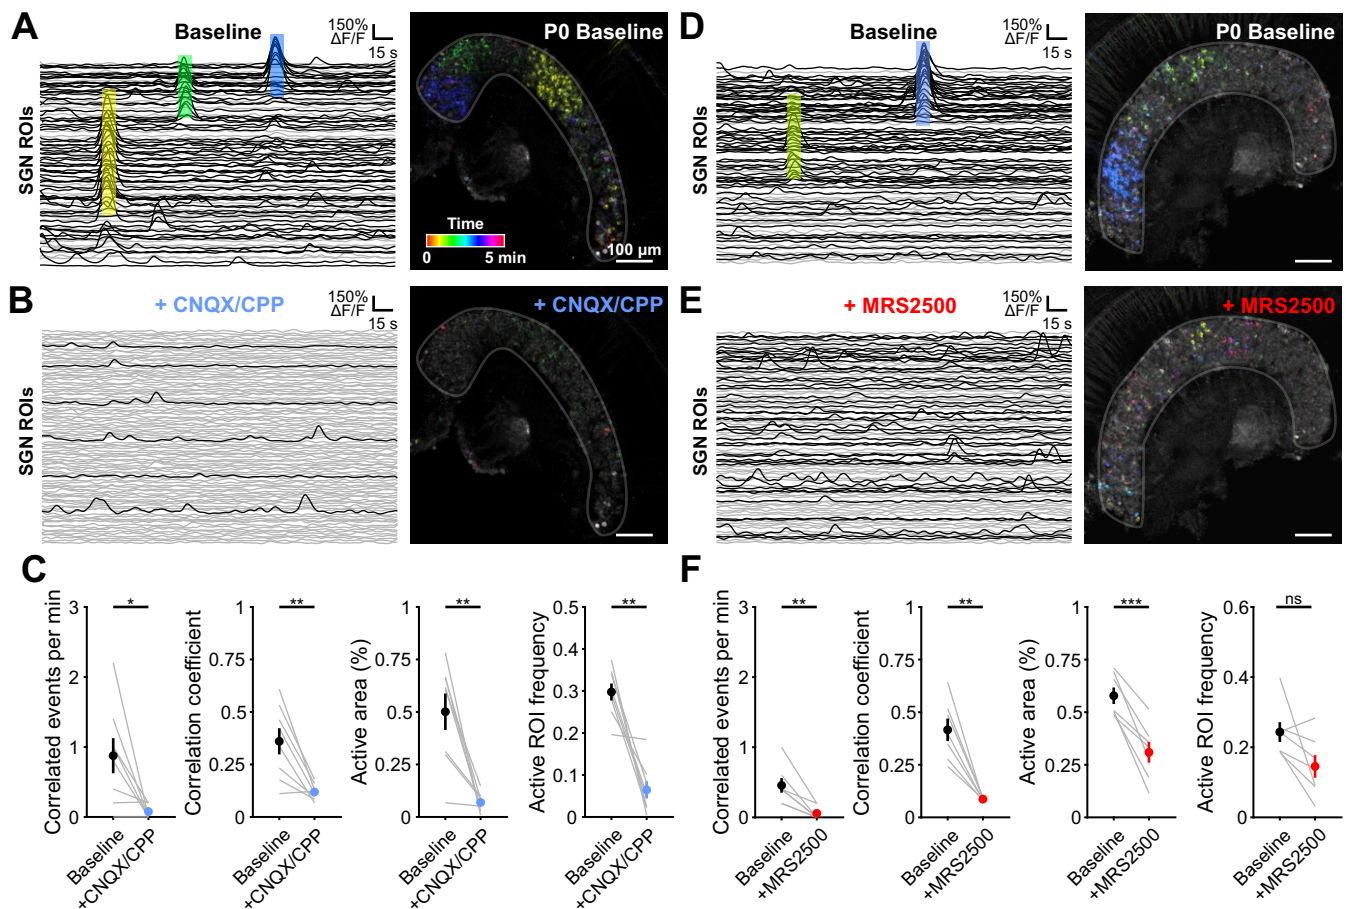 A
Baseline
150%
ΔF/F
15 s
SGN ROIs
P0 Baseline
Time
0
5 min
100 µm
D
Baseline
150%
ΔF/F
15 s
SGN ROIs
P0 Baseline
B
+ CNQX/CPP
150%
ΔF/F
15 s
SGN ROIs
+ CNQX/CPP
E
+ MRS2500
150%
ΔF/F
15 s
SGN ROIs
+ MRS2500
C
Correlated events per min
3
2
1
0
*
Baseline
+CNQX/CPP
Correlation coefficient
1
0.75
0.5
0.25
0
**
Baseline
+CNQX/CPP
Active area (%)
1
0.75
0.5
0.25
0
**
Baseline
+CNQX/CPP
Active ROI frequency
0.5
0.4
0.3
0.2
0.1
0
**
Baseline
+CNQX/CPP
F
Correlated events per min
3
2
1
0
**
Baseline
+MRS2500
Correlation coefficient
1
0.75
0.5
0.25
0
**
Baseline
+MRS2500
Active area (%)
1
0.75
0.5
0.25
0
***
Baseline
+MRS2500
Active ROI frequency
0.6
0.4
0.2
0
ns
Baseline
+MRS2500